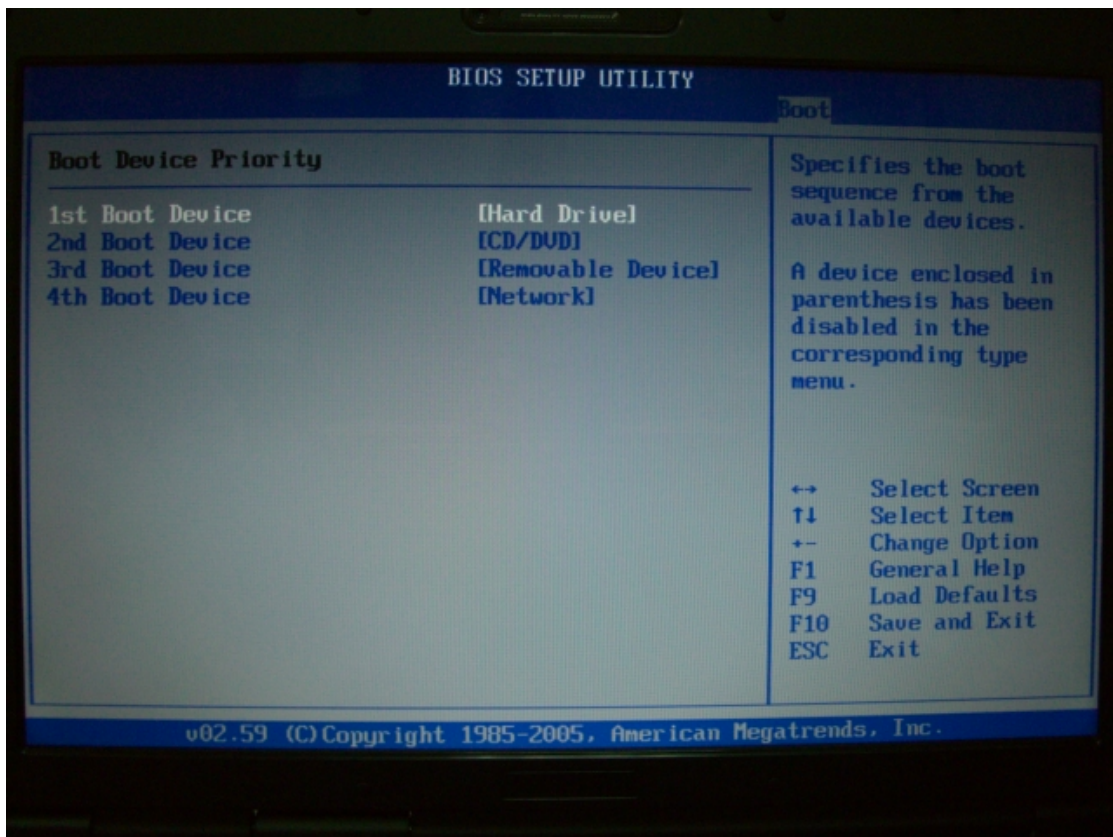 BIOS SETUP UTILITY
Boot
Boot Device Priority
1st Boot Device [Hard Drive]
2nd Boot Device [CD/DVD]
3rd Boot Device [Removable Device]
4th Boot Device [Network]
Specifies the boot
sequence from the
available devices.
A device enclosed in
parenthesis has been
disabled in the
corresponding type
menu.
←→ Select Screen
↑↓ Select Item
+- Change Option
F1 General Help
F9 Load Defaults
F10 Save and Exit
ESC Exit
v02.59 (C)Copyright 1985-2005, American Megatrends, Inc.